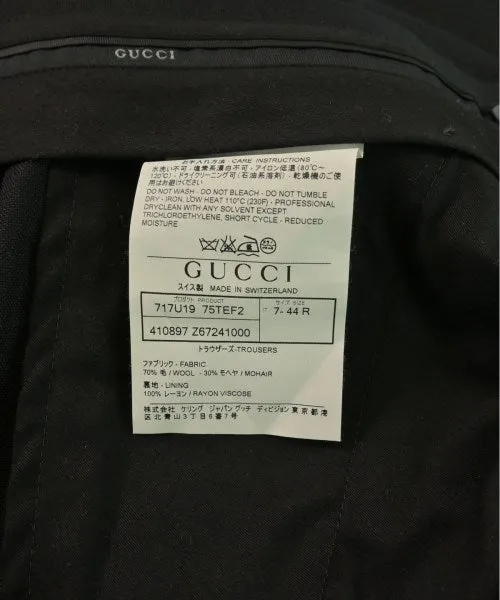 GUCCI
お手入れ方法 - CARE INSTRUCTIONS
水洗い不可 - 塩素系漂白不可 - アイロン低温 (80℃〜
120℃) - ドライクリーニング可 (石油系溶剤) - 乾燥機のご使
用はお避けください
DO NOT WASH - DO NOT BLEACH - DO NOT TUMBLE
DRY - IRON, LOW HEAT 110°C (230F) - PROFESSIONAL
DRYCLEAN WITH ANY SOLVENT EXCEPT
TRICHLOROETHYLENE, SHORT CYCLE - REDUCED
MOISTURE
GUCCI
スイス製 MADE IN SWITZERLAND
プロダクト PRODUCT
717U19 75TEF2
サイズ SIZE
IT 7- 44 R
410897 Z67241000
トラウザーズ-TROUSERS
ファブリック - FABRIC
70% 毛 / WOOL - 30% モヘヤ / MOHAIR
裏地 - LINING
100% レーヨン / RAYON VISCOSE
株式会社 ケリング ジャパン グッチ ディビジョン 東京都港
区北青山3丁目6番7号